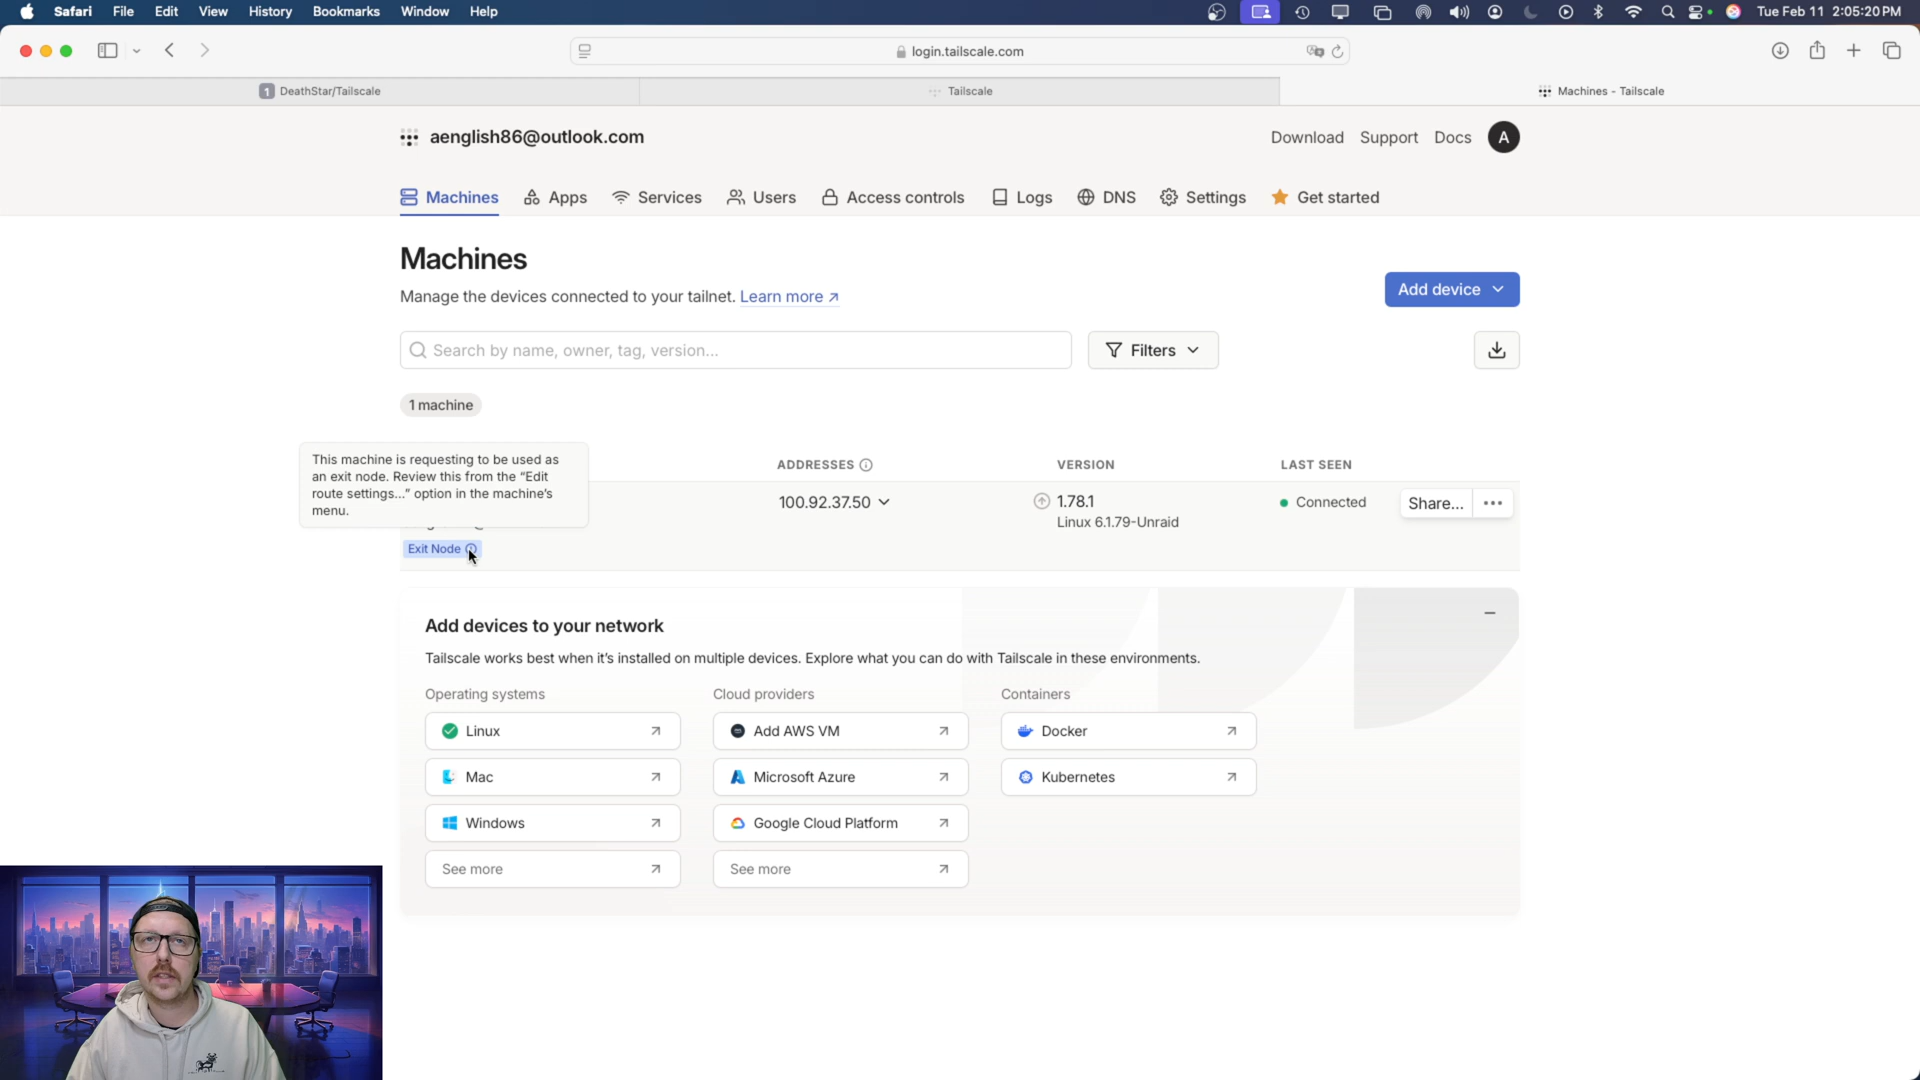 Safari File Edit View History Bookmarks Window Help
Tue Feb 11 2:05:20 PM
login.tailscale.com
1 DeathStar/Tailscale
Tailscale
Machines - Tailscale
aenglish86@outlook.com
Download Support Docs A
Machines Apps Services Users Access controls Logs DNS Settings Get started
Machines
Manage the devices connected to your tailnet. Learn more ↗
Add device
Search by name, owner, tag, version...
Filters
1 machine
This machine is requesting to be used as
an exit node. Review this from the “Edit
route settings...” option in the machine’s
menu.
ADDRESSES VERSION LAST SEEN
100.92.37.50 1.78.1 Connected Share... ...
Linux 6.1.79-Unraid
Exit Node
Add devices to your network
Tailscale works best when it’s installed on multiple devices. Explore what you can do with Tailscale in these environments.
Operating systems Cloud providers Containers
Linux Add AWS VM Docker
Mac Microsoft Azure Kubernetes
Windows Google Cloud Platform
See more See more